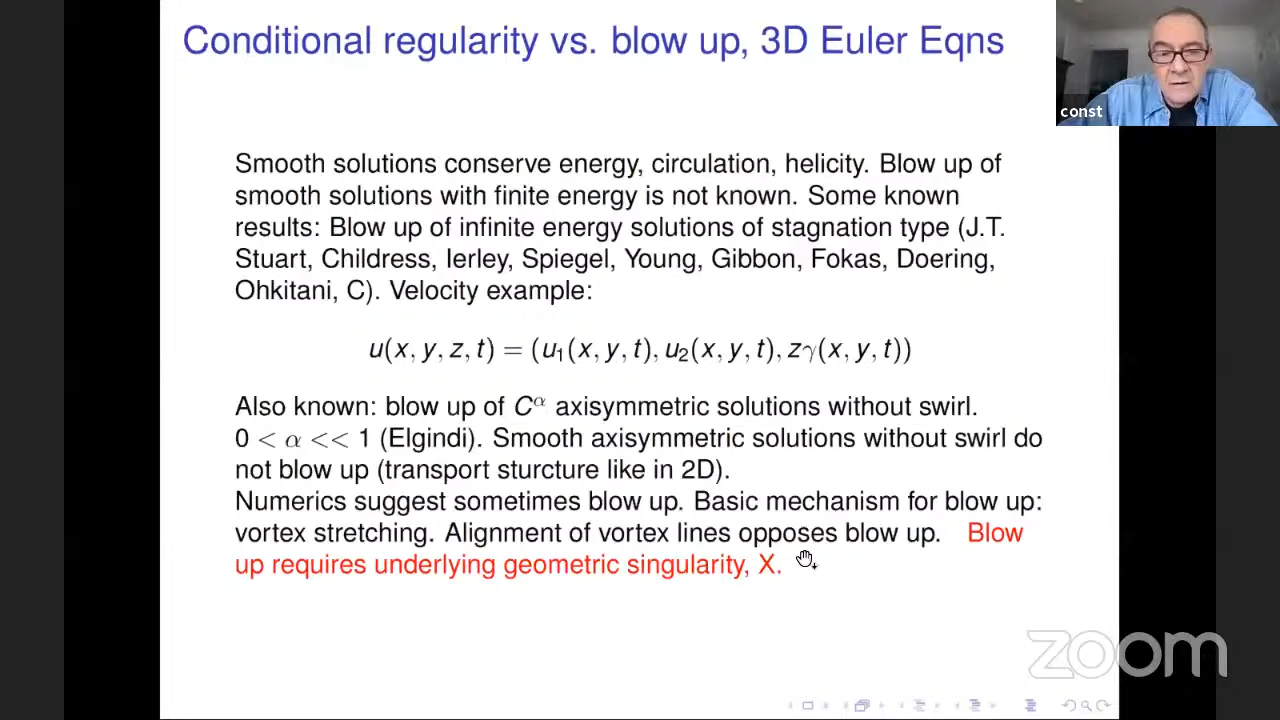 Conditional regularity vs. blow up, 3D Euler Eqns
const
Smooth solutions conserve energy, circulation, helicity. Blow up of
smooth solutions with finite energy is not known. Some known
results: Blow up of infinite energy solutions of stagnation type (J.T.
Stuart, Childress, Ierley, Spiegel, Young, Gibbon, Fokas, Doering,
Ohkitani, C). Velocity example:
u(x, y, z, t) = (u₁(x, y, t), u₂(x, y, t), zγ(x, y, t))
Also known: blow up of Cᵅ axisymmetric solutions without swirl.
0 < α << 1 (Elgindi). Smooth axisymmetric solutions without swirl do
not blow up (transport sturcture like in 2D).
Numerics suggest sometimes blow up. Basic mechanism for blow up:
vortex stretching. Alignment of vortex lines opposes blow up. Blow
up requires underlying geometric singularity, X.
zoom